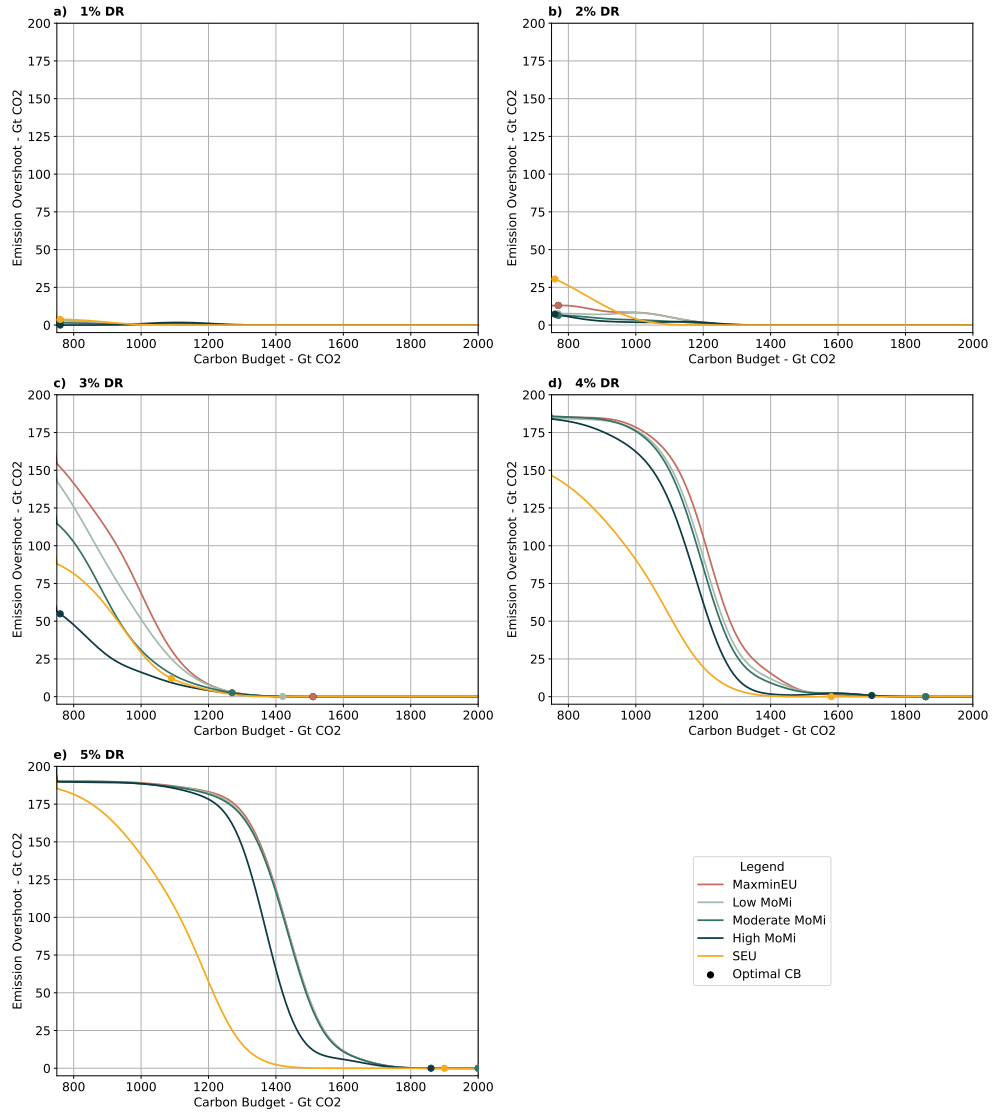 a) 1% DR
200
175
150
125
100
75
50
25
0
Emission Overshoot - Gt CO2
800 1000 1200 1400 1600 1800 2000
Carbon Budget - Gt CO2
b) 2% DR
200
175
150
125
100
75
50
25
0
Emission Overshoot - Gt CO2
800 1000 1200 1400 1600 1800 2000
Carbon Budget - Gt CO2
c) 3% DR
200
175
150
125
100
75
50
25
0
Emission Overshoot - Gt CO2
800 1000 1200 1400 1600 1800 2000
Carbon Budget - Gt CO2
d) 4% DR
200
175
150
125
100
75
50
25
0
Emission Overshoot - Gt CO2
800 1000 1200 1400 1600 1800 2000
Carbon Budget - Gt CO2
e) 5% DR
200
175
150
125
100
75
50
25
0
Emission Overshoot - Gt CO2
800 1000 1200 1400 1600 1800 2000
Carbon Budget - Gt CO2
Legend
MaxminEU
Low MoMi
Moderate MoMi
High MoMi
SEU
Optimal CB